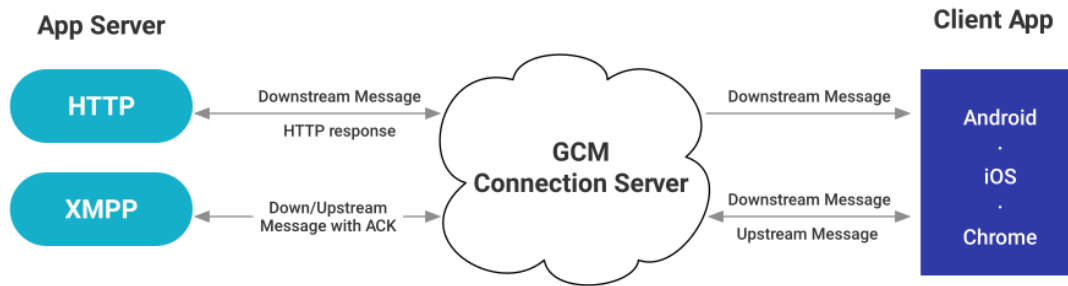 App Server
Client App
HTTP
Downstream Message
HTTP response
GCM
Connection Server
Downstream Message
Android
·
iOS
·
Chrome
XMPP
Down/Upstream
Message with ACK
Downstream Message
Upstream Message